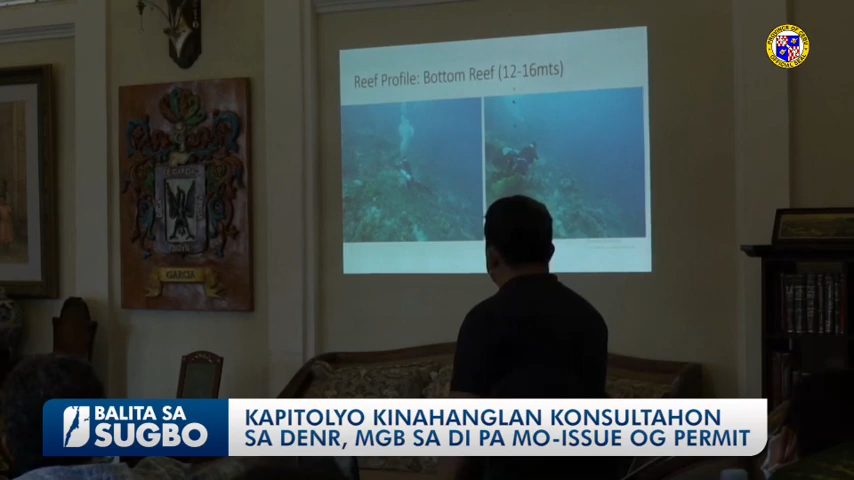 Reef Profile: Bottom Reef (12-16mts)
GARCIA
BALITA SA
SUGBO
KAPITOLYO KINAHANGLAN KONSULTAHON
SA DENR, MGB SA DI PA MO-ISSUE OG PERMIT